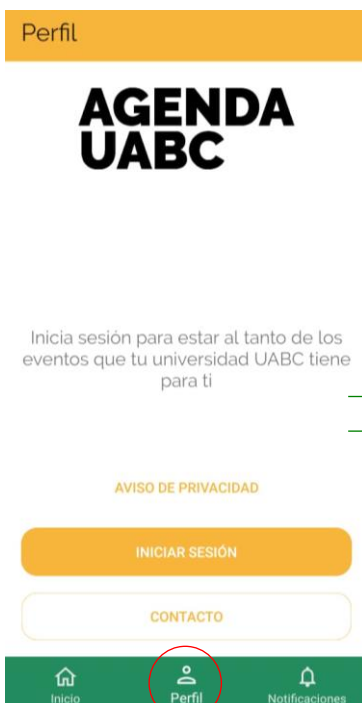 Perfil
AGENDA
UABC
Inicia sesión para estar al tanto de los
eventos que tu universidad UABC tiene
para ti
AVISO DE PRIVACIDAD
INICIAR SESIÓN
CONTACTO
Inicio Perfil Notificaciones